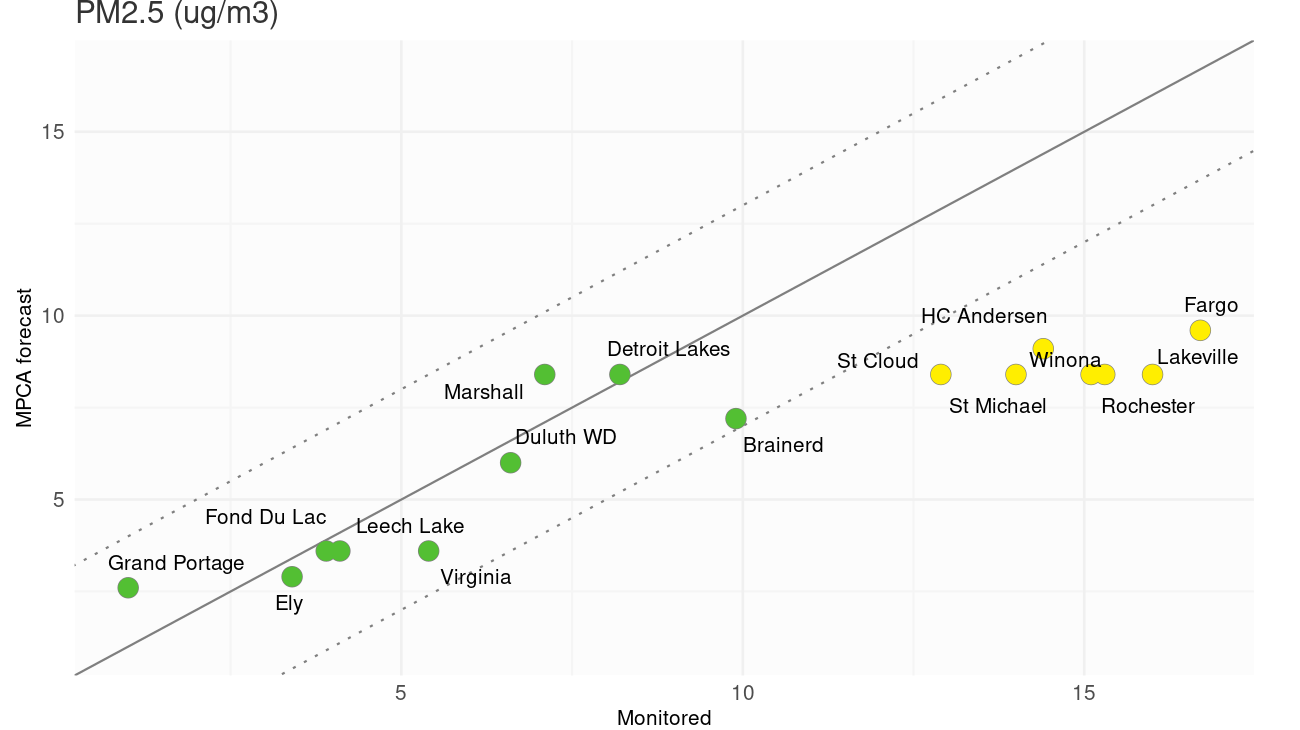 PM2.5 (ug/m3)
15
10
5
MPCA forecast
Fargo
HC Andersen
Detroit Lakes
Winona
Lakeville
St Cloud
Marshall
St Michael
Rochester
Duluth WD
Brainerd
Fond Du Lac
Leech Lake
Grand Portage
Virginia
Ely
5
10
15
Monitored